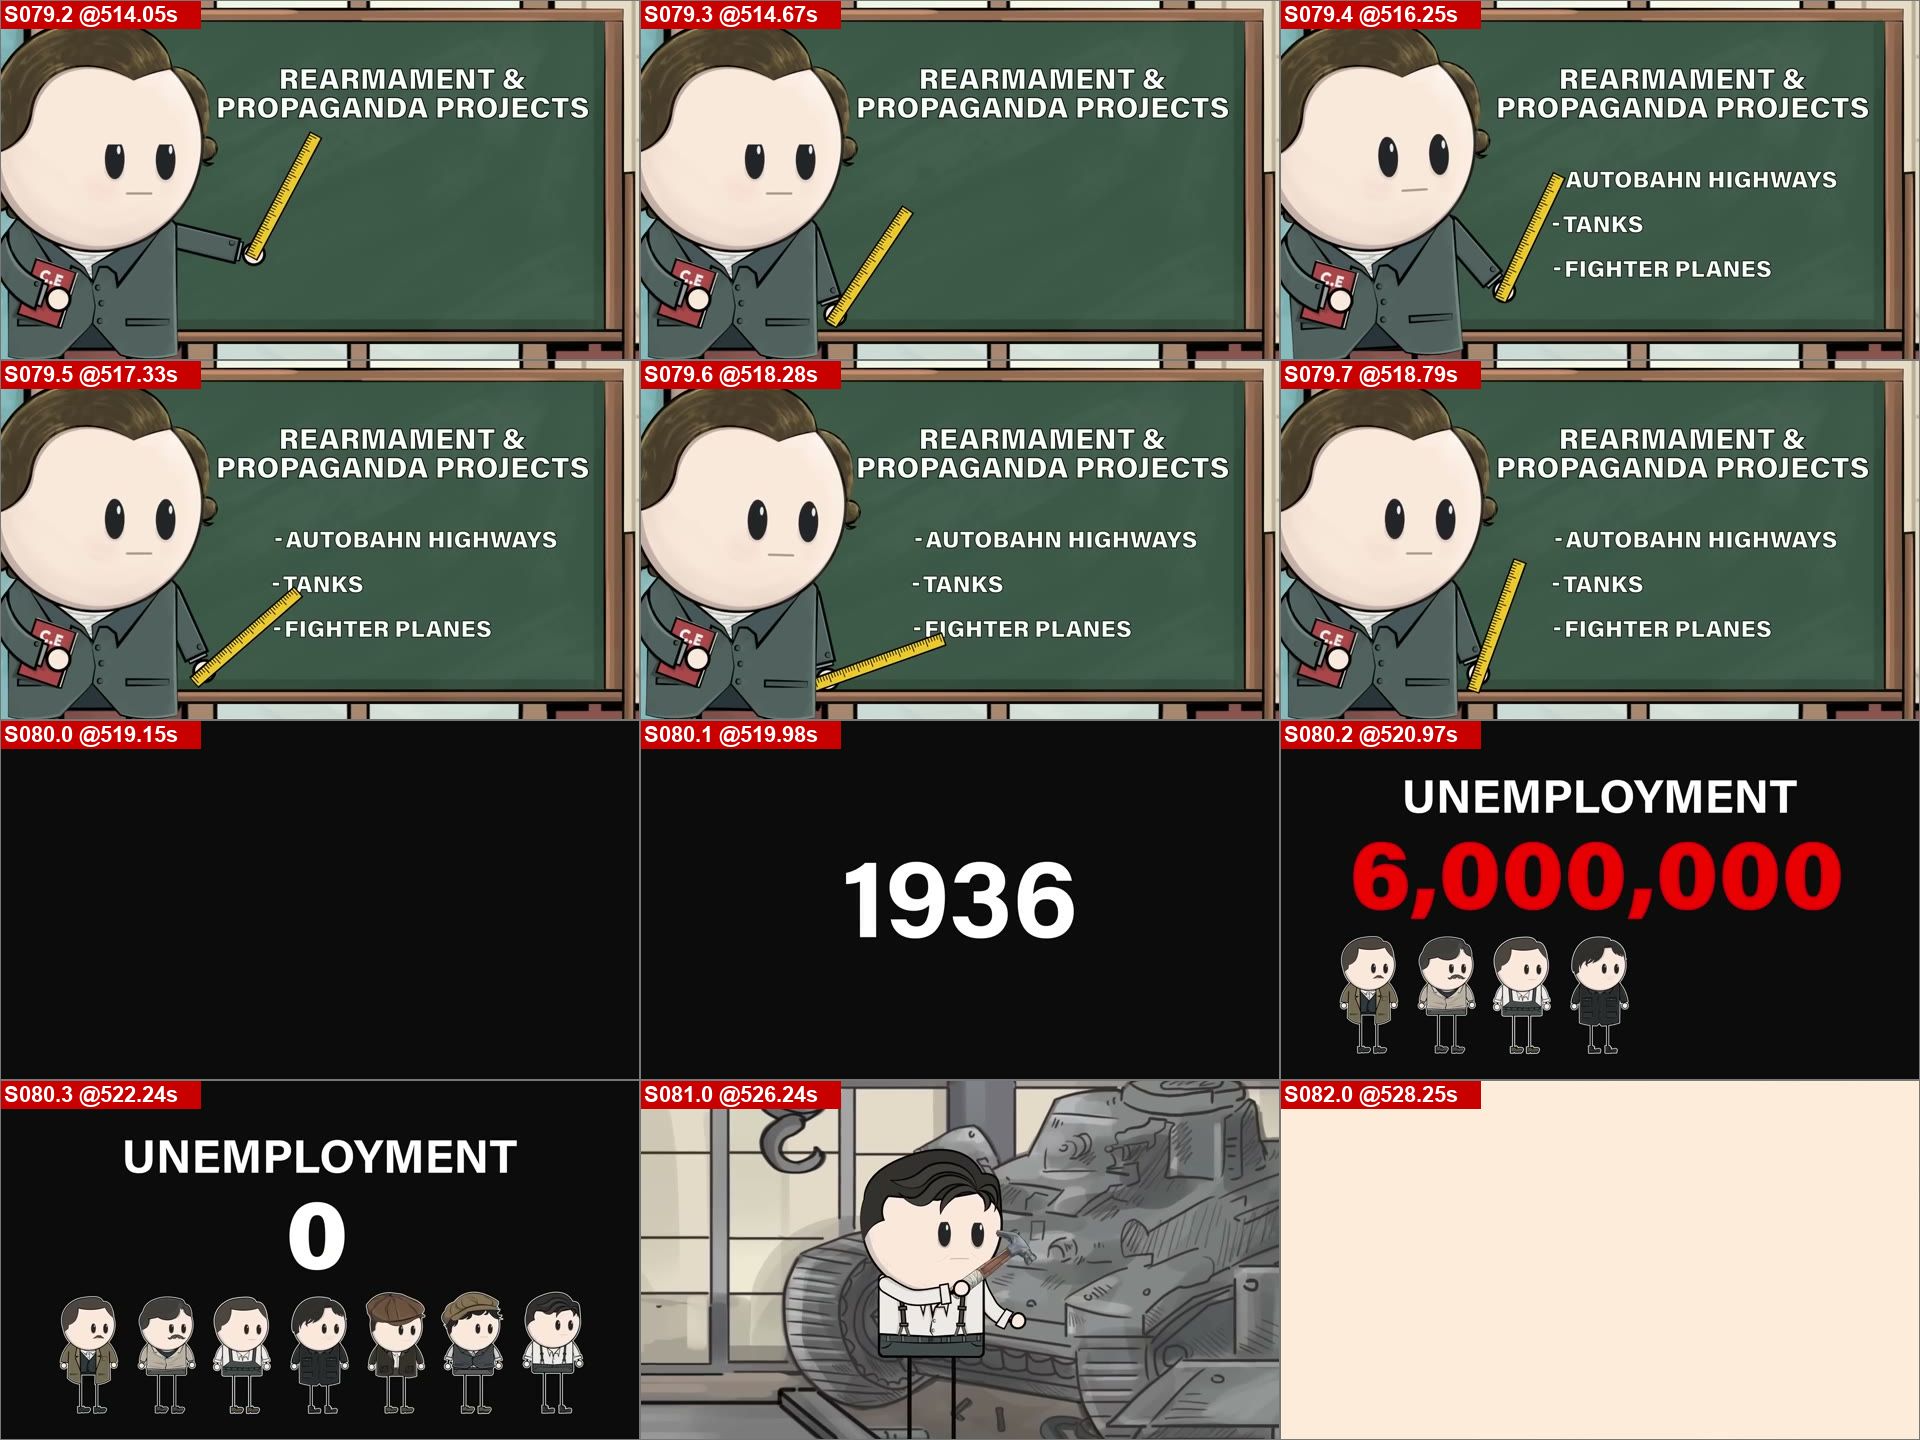 S079.2 @514.05s
REARMAMENT &
PROPAGANDA PROJECTS
C.E
S079.3 @514.67s
REARMAMENT &
PROPAGANDA PROJECTS
C.E
S079.4 @516.25s
REARMAMENT &
PROPAGANDA PROJECTS
AUTOBAHN HIGHWAYS
-TANKS
-FIGHTER PLANES
C.E
S079.5 @517.33s
REARMAMENT &
PROPAGANDA PROJECTS
-AUTOBAHN HIGHWAYS
-TANKS
-FIGHTER PLANES
C.E
S079.6 @518.28s
REARMAMENT &
PROPAGANDA PROJECTS
-AUTOBAHN HIGHWAYS
-TANKS
-FIGHTER PLANES
C.E
S079.7 @518.79s
REARMAMENT &
PROPAGANDA PROJECTS
-AUTOBAHN HIGHWAYS
-TANKS
-FIGHTER PLANES
C.E
S080.0 @519.15s
S080.1 @519.98s
1936
S080.2 @520.97s
UNEMPLOYMENT
6,000,000
S080.3 @522.24s
UNEMPLOYMENT
0
S081.0 @526.24s
S082.0 @528.25s